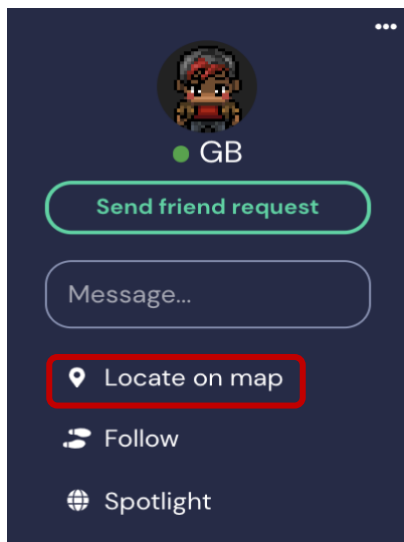 GB
Send friend request
Message...
Locate on map
Follow
Spotlight